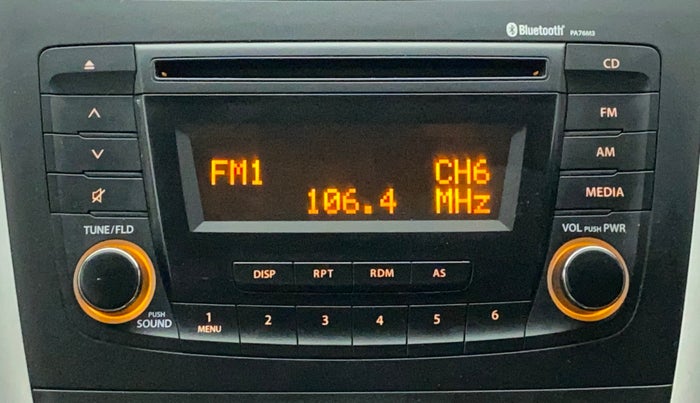 Bluetooth® PA76M3
CD
FM
AM
MEDIA
FM1 CH6
106.4 MHz
TUNE/FLD
VOL PUSH PWR
DISP RPT RDM AS
PUSH
SOUND
1 2 3 4 5 6
MENU